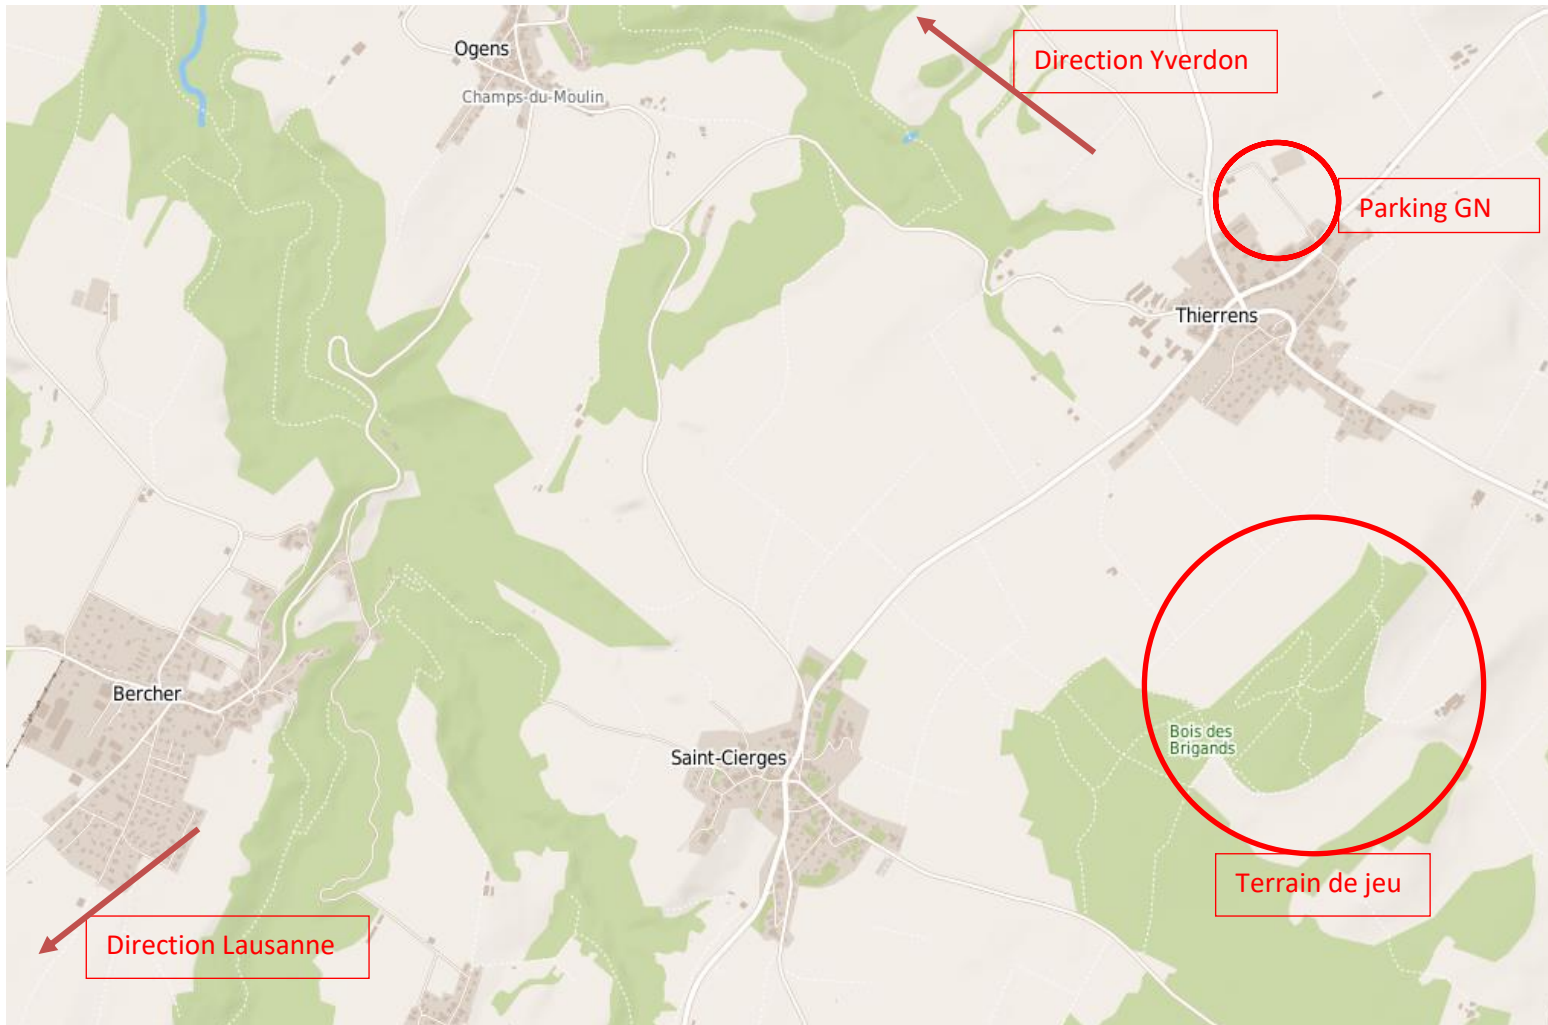 Ogens
Champs-du-Moulin
Direction Yverdon
Parking GN
Thierrens
Bercher
Saint-Cierges
Bois des
Brigands
Terrain de jeu
Direction Lausanne